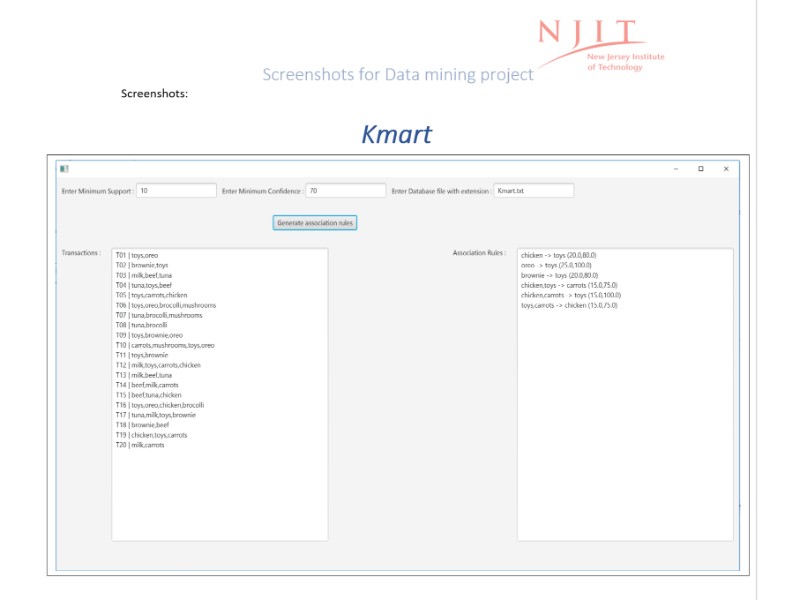 NJIT
New Jersey Institute
of Technology
Screenshots for Data mining project
Screenshots:
Kmart
Enter Minimum Support : 10 Enter Minimum Confidence : 70 Enter Database file with extension : Kmart.txt
Generate association rules
Transactions :
T01 | toys,oreo
T02 | brownie,toys
T03 | milk,beef,tuna
T04 | tuna,toys,beef
T05 | toys,carrots,chicken
T06 | toys,oreo,brocolli,mushrooms
T07 | tuna,brocolli,mushrooms
T08 | tuna,brocolli
T09 | toys,brownie,oreo
T10 | carrots,mushrooms,toys,oreo
T11 | toys,brownie
T12 | milk,toys,carrots,chicken
T13 | milk,beef,tuna
T14 | beef,milk,carrots
T15 | beef,tuna,chicken
T16 | toys,oreo,chicken,brocolli
T17 | tuna,milk,toys,brownie
T18 | brownie,beef
T19 | chicken,toys,carrots
T20 | milk,carrots
Association Rules :
chicken -> toys (20.0,80.0)
oreo -> toys (25.0,100.0)
brownie -> toys (20.0,80.0)
chicken,toys -> carrots (15.0,75.0)
chicken,carrots -> toys (15.0,100.0)
toys,carrots -> chicken (15.0,75.0)